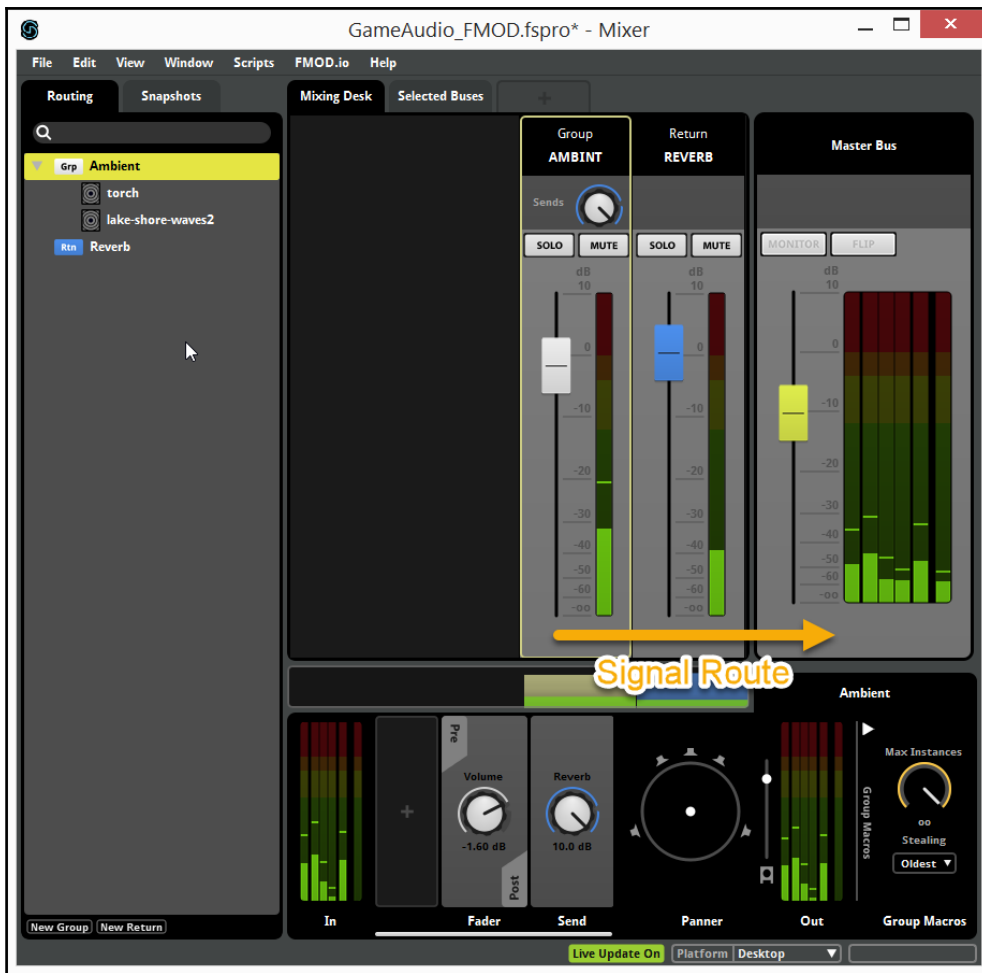 GameAudio_FMOD.fspro* - Mixer
File Edit View Window Scripts FMOD.io Help
Routing Snapshots
Mixing Desk Selected Buses +
Grp Ambient
torch
lake-shore-waves2
Rtn Reverb
Group
AMBINT
Return
REVERB
Master Bus
Sends
SOLO MUTE SOLO MUTE MONITOR FLIP
dB
10
0
-10
-20
-30
-40
-50
-60
-oo
dB
10
0
-10
-20
-30
-40
-50
-60
-oo
dB
10
0
-10
-20
-30
-40
-50
-60
-oo
Signal Route
Ambient
Pre
Volume
-1.60 dB
Post
Reverb
10.0 dB
+
Group Macros
Max Instances
oo
Stealing
Oldest
In Fader Send Panner Out Group Macros
New Group New Return
Live Update On Platform Desktop